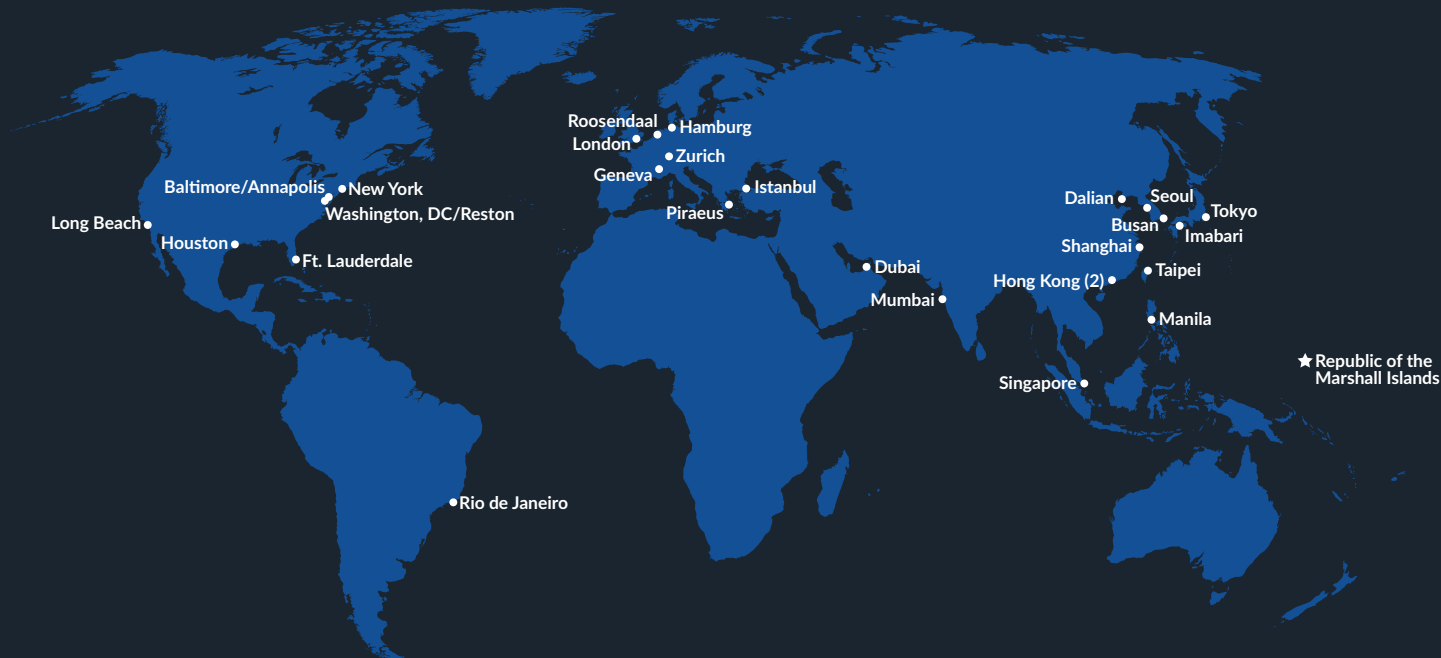 Roosendaal
Hamburg
London
Zurich
Geneva
Baltimore/Annapolis
New York
Istanbul
Washington, DC/Reston
Piraeus
Long Beach
Houston
Ft. Lauderdale
Dalian
Seoul
Tokyo
Busan
Imabari
Shanghai
Dubai
Taipei
Hong Kong (2)
Mumbai
Manila
Republic of the
Marshall Islands
Singapore
Rio de Janeiro